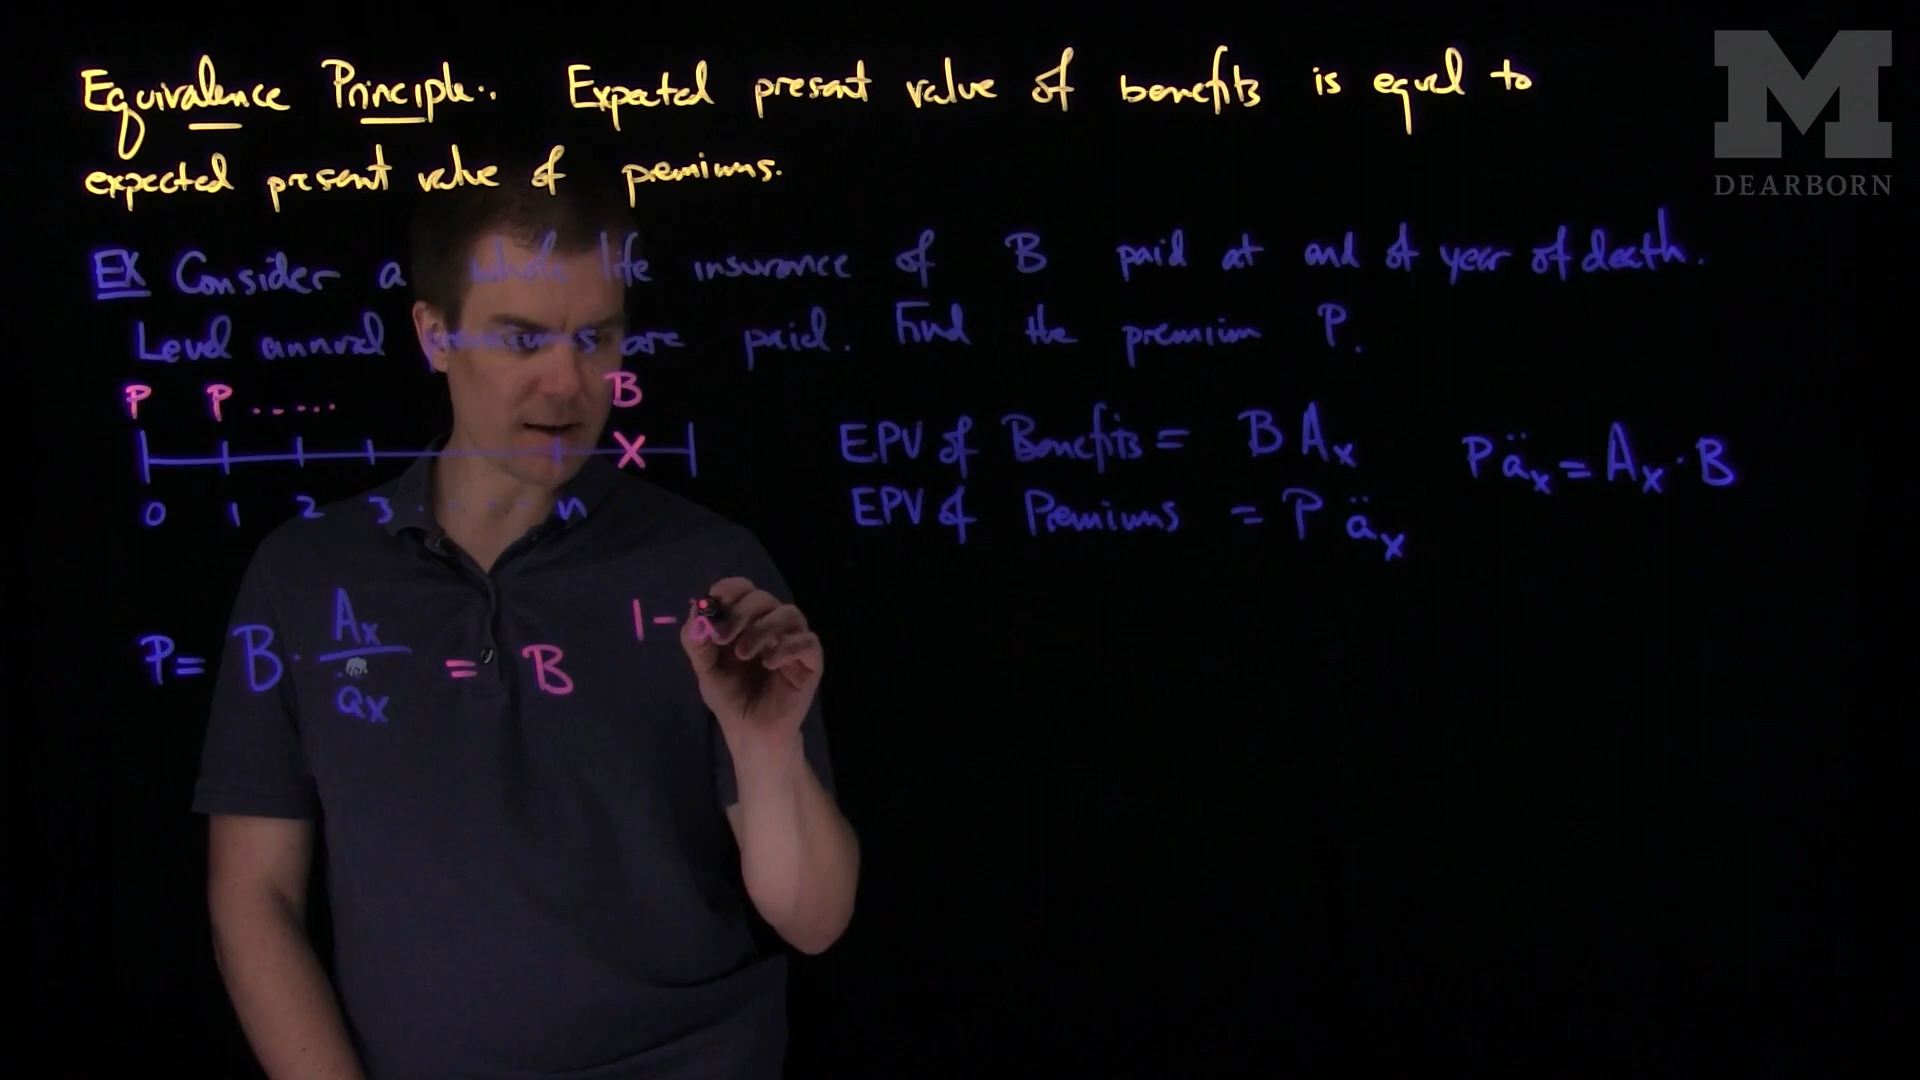 Equivalence Principle: Expected present value of benefits is equal to
expected present value of premiums.
EX Consider a whole life insurance of B paid at end of year of death.
Level annual premiums are paid. Find the premium P.
P P ...... B
X
0 1 2 3 ..... n
EPV of Benefits = B Aₓ
EPV of Premiums = P äₓ
P äₓ = Aₓ · B
P = B · Aₓ / äₓ = B 1 - ä
M
DEARBORN